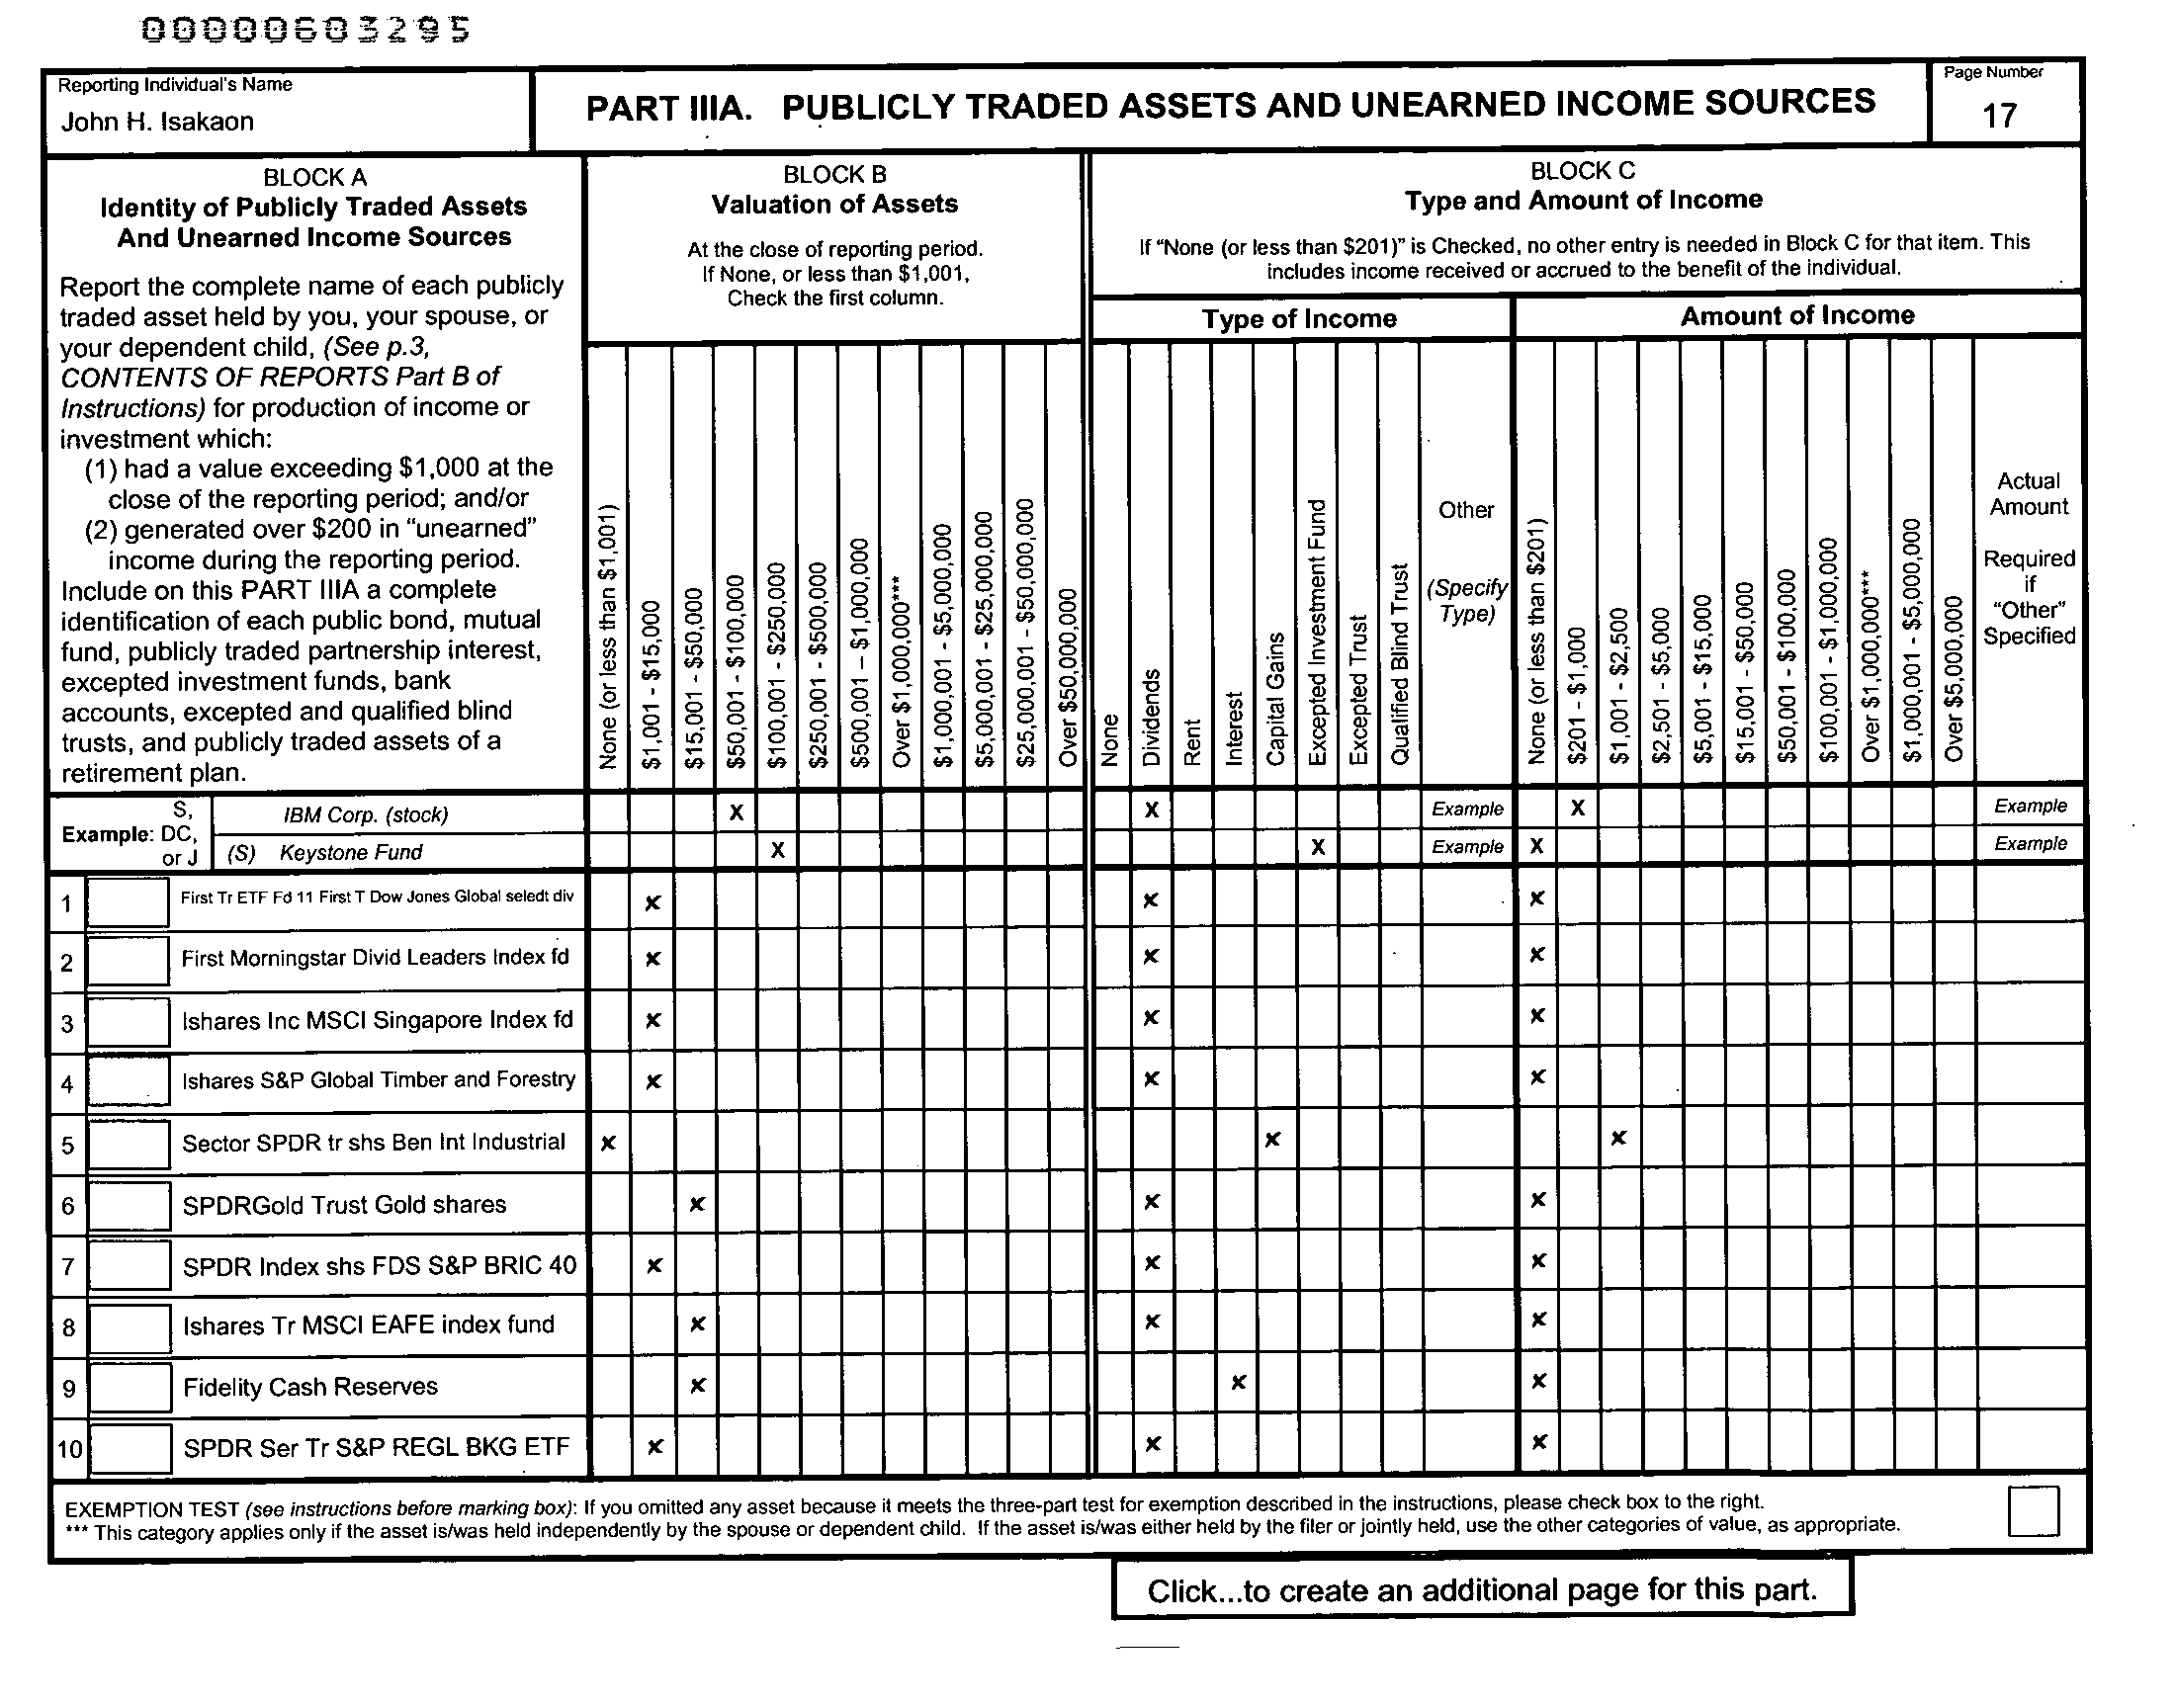 00000603295
Reporting Individual's Name
John H. Isakaon
PART IIIA. PUBLICLY TRADED ASSETS AND UNEARNED INCOME SOURCES
Page Number
17
BLOCK A
Identity of Publicly Traded Assets
And Unearned Income Sources
Report the complete name of each publicly
traded asset held by you, your spouse, or
your dependent child, (See p.3,
CONTENTS OF REPORTS Part B of
Instructions) for production of income or
investment which:
(1) had a value exceeding $1,000 at the
close of the reporting period; and/or
(2) generated over $200 in "unearned"
income during the reporting period.
Include on this PART IIIA a complete
identification of each public bond, mutual
fund, publicly traded partnership interest,
excepted investment funds, bank
accounts, excepted and qualified blind
trusts, and publicly traded assets of a
retirement plan.
BLOCK B
Valuation of Assets
At the close of reporting period.
If None, or less than $1,001,
Check the first column.
None (or less than $1,001)
$1,001 - $15,000
$15,001 - $50,000
$50,001 - $100,000
$100,001 - $250,000
$250,001 - $500,000
$500,001 – $1,000,000
Over $1,000,000***
$1,000,001 - $5,000,000
$5,000,001 - $25,000,000
$25,000,001 - $50,000,000
Over $50,000,000
BLOCK C
Type and Amount of Income
If "None (or less than $201)" is Checked, no other entry is needed in Block C for that item. This
includes income received or accrued to the benefit of the individual.
Type of Income
None
Dividends
Rent
Interest
Capital Gains
Excepted Investment Fund
Excepted Trust
Qualified Blind Trust
Other
(Specify
Type)
Amount of Income
None (or less than $201)
$201 - $1,000
$1,001 - $2,500
$2,501 - $5,000
$5,001 - $15,000
$15,001 - $50,000
$50,001 - $100,000
$100,001 - $1,000,000
Over $1,000,000***
$1,000,001 - $5,000,000
Over $5,000,000
Actual
Amount
Required
if
"Other"
Specified
Example: S, DC, or J
IBM Corp. (stock) X X Example X Example
(S) Keystone Fund X X Example X Example
1 First Tr ETF Fd 11 First T Dow Jones Global seledt div x x x
2 First Morningstar Divid Leaders Index fd x x x
3 Ishares Inc MSCI Singapore Index fd x x x
4 Ishares S&P Global Timber and Forestry x x x
5 Sector SPDR tr shs Ben Int Industrial x x x
6 SPDRGold Trust Gold shares x x x
7 SPDR Index shs FDS S&P BRIC 40 x x x
8 Ishares Tr MSCI EAFE index fund x x x
9 Fidelity Cash Reserves x x x
10 SPDR Ser Tr S&P REGL BKG ETF x x x
EXEMPTION TEST (see instructions before marking box): If you omitted any asset because it meets the three-part test for exemption described in the instructions, please check box to the right.
*** This category applies only if the asset is/was held independently by the spouse or dependent child. If the asset is/was either held by the filer or jointly held, use the other categories of value, as appropriate.
Click...to create an additional page for this part.